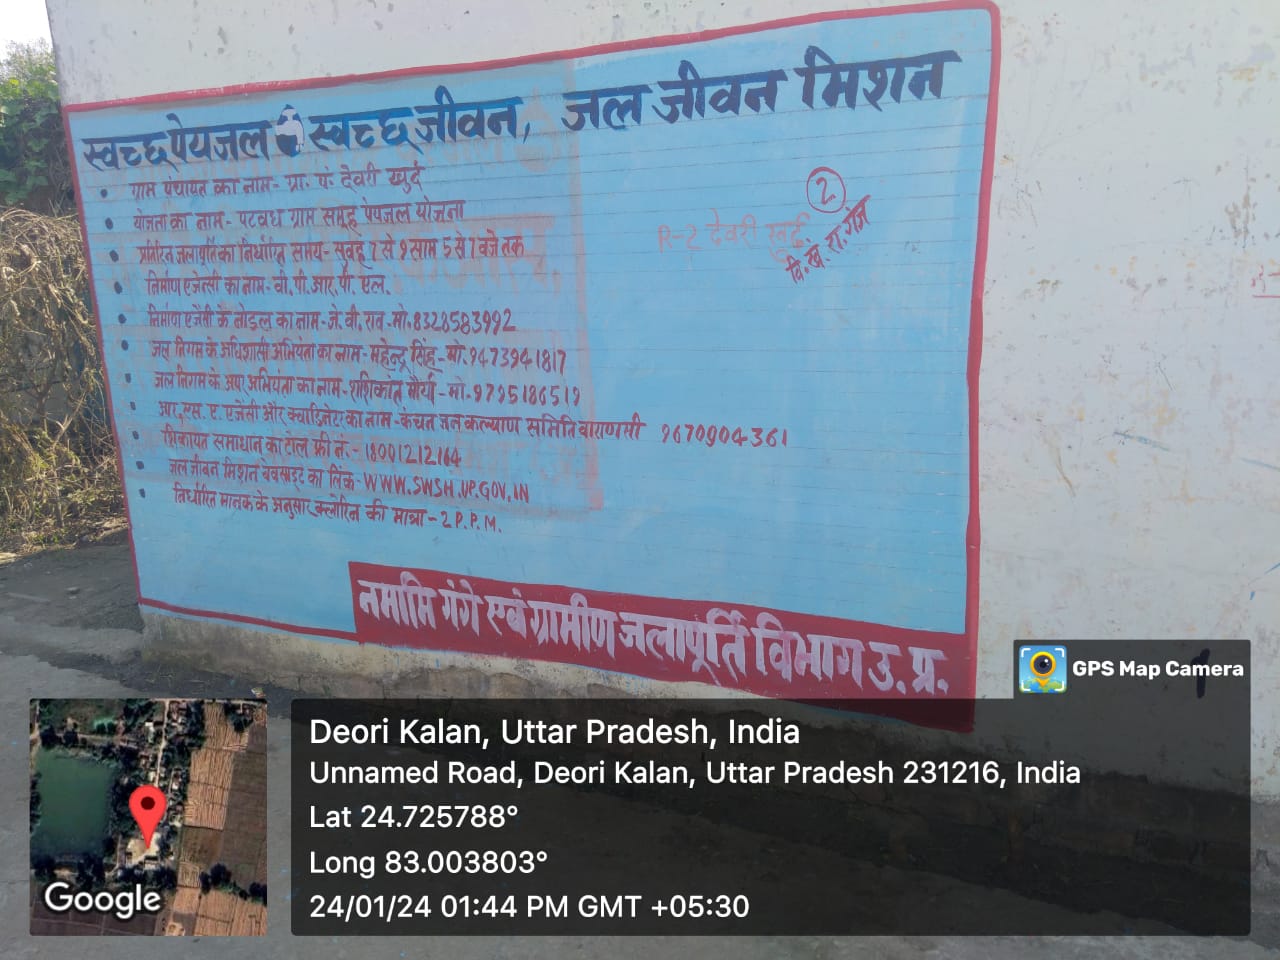 स्वच्छ पेयजल स्वच्छ जीवन, जल जीवन मिशन
• ग्राम पंचायत का नाम- ग्रा. पं. देवरी खुर्द
• योजना का नाम- पटवध ग्राम समूह पेयजल योजना
• प्रतिदिन जलापूर्ति का निर्धारित समय- सुबह 7 से 9 साम 5 से 7 बजे तक
• निर्माण एजेन्सी का नाम- वी. पी. आर. पी. एल.
• निर्माण एजेंसी के नोडल का नाम- जे. वी. राव- मो. 8328583992
• जल निगम के अधिशासी अभियंता का नाम- महेन्द्र सिंह- मो. 9473941817
• जल निगम के अपर अभियंता का नाम- शशिकांत मौर्या- मो. 9795186519
• आर. एस. ए. एजेंसी और क्वाडिनेटर का नाम- कंचन जल कल्याण समिति वाराणसी 9670904361
• शिकायत समाधान का टोल फ्री नं.- 18001212164
• जल जीवन मिशन वेबसाइट का लिंक- WWW.SWSM.UP.GOV.IN
• निर्धारित मानक के अनुसार क्लोरिन की मात्रा- 2 P.P.M.
2
R-2 देवरी खुर्द
वि. खं. रा. गंज
नमामि गंगे एवं ग्रामीण जलापूर्ति विभाग उ. प्र.
GPS Map Camera
Google
Deori Kalan, Uttar Pradesh, India
Unnamed Road, Deori Kalan, Uttar Pradesh 231216, India
Lat 24.725788°
Long 83.003803°
24/01/24 01:44 PM GMT +05:30